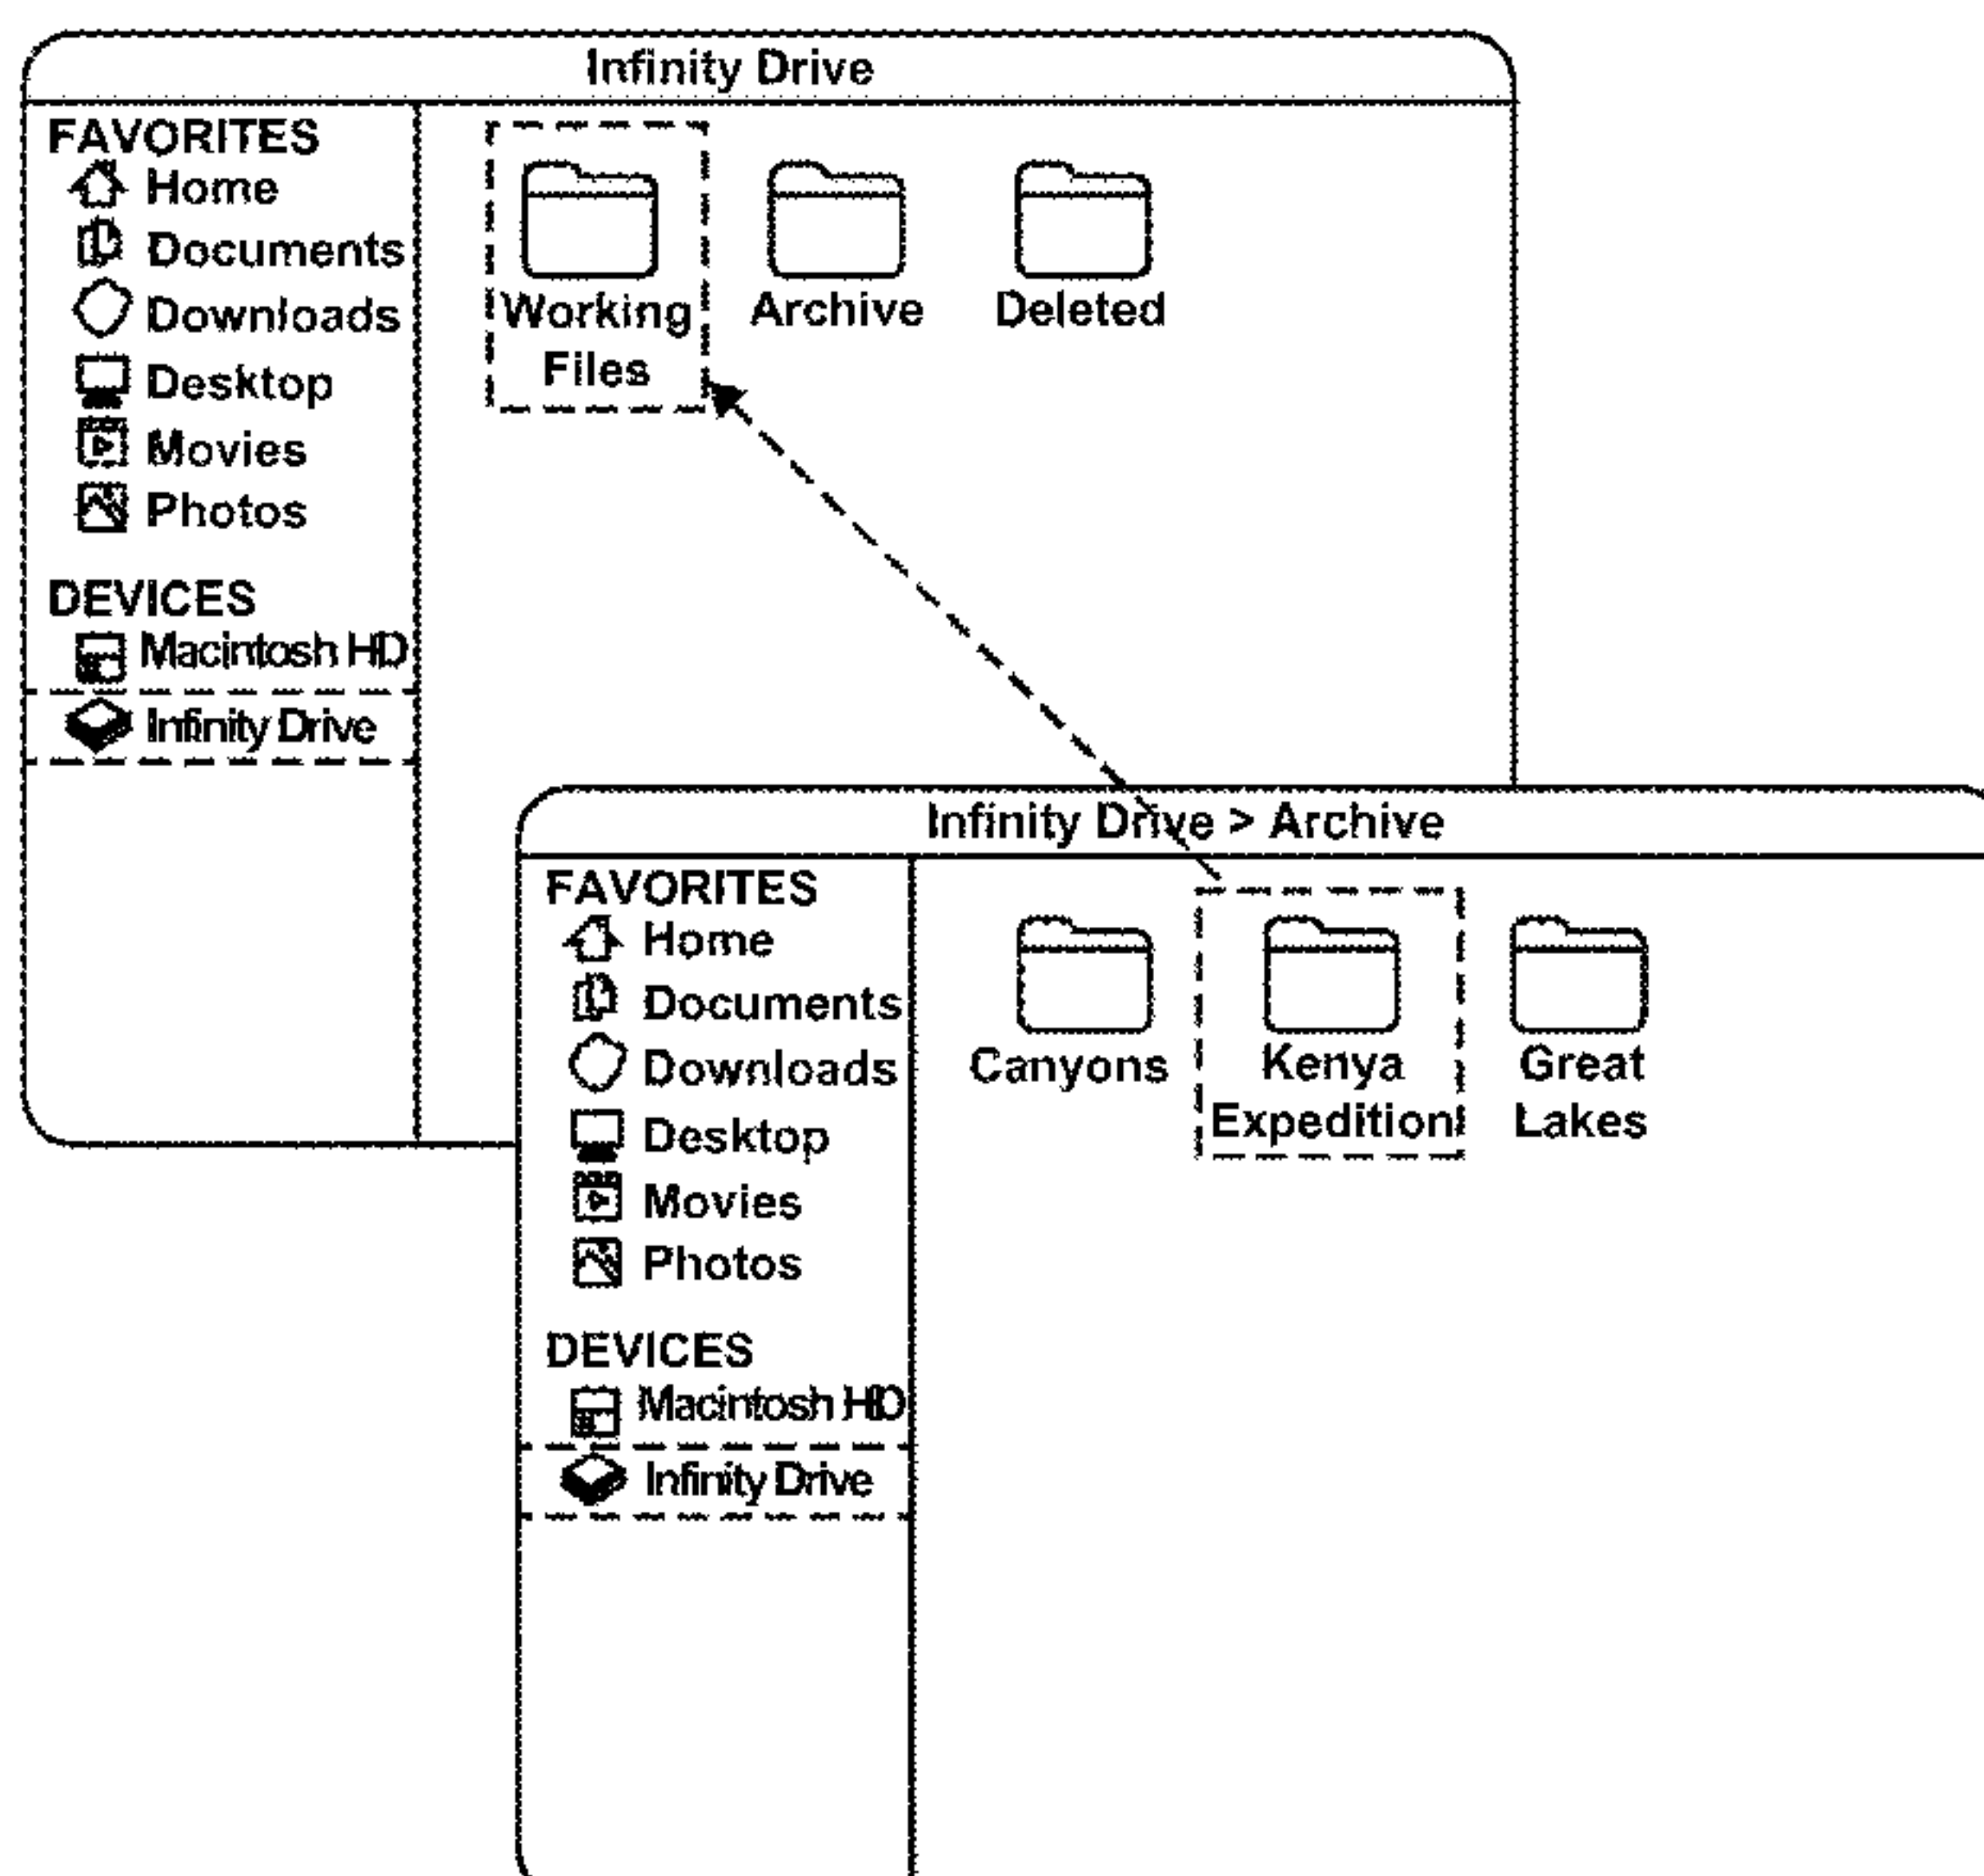 Infinity Drive
FAVORITES
Home
Documents
Downloads
Desktop
Movies
Photos
DEVICES
Macintosh HD
Infinity Drive
Working
Files
Archive
Deleted
Infinity Drive > Archive
FAVORITES
Home
Documents
Downloads
Desktop
Movies
Photos
DEVICES
Macintosh HD
Infinity Drive
Canyons
Kenya
Expedition
Great
Lakes